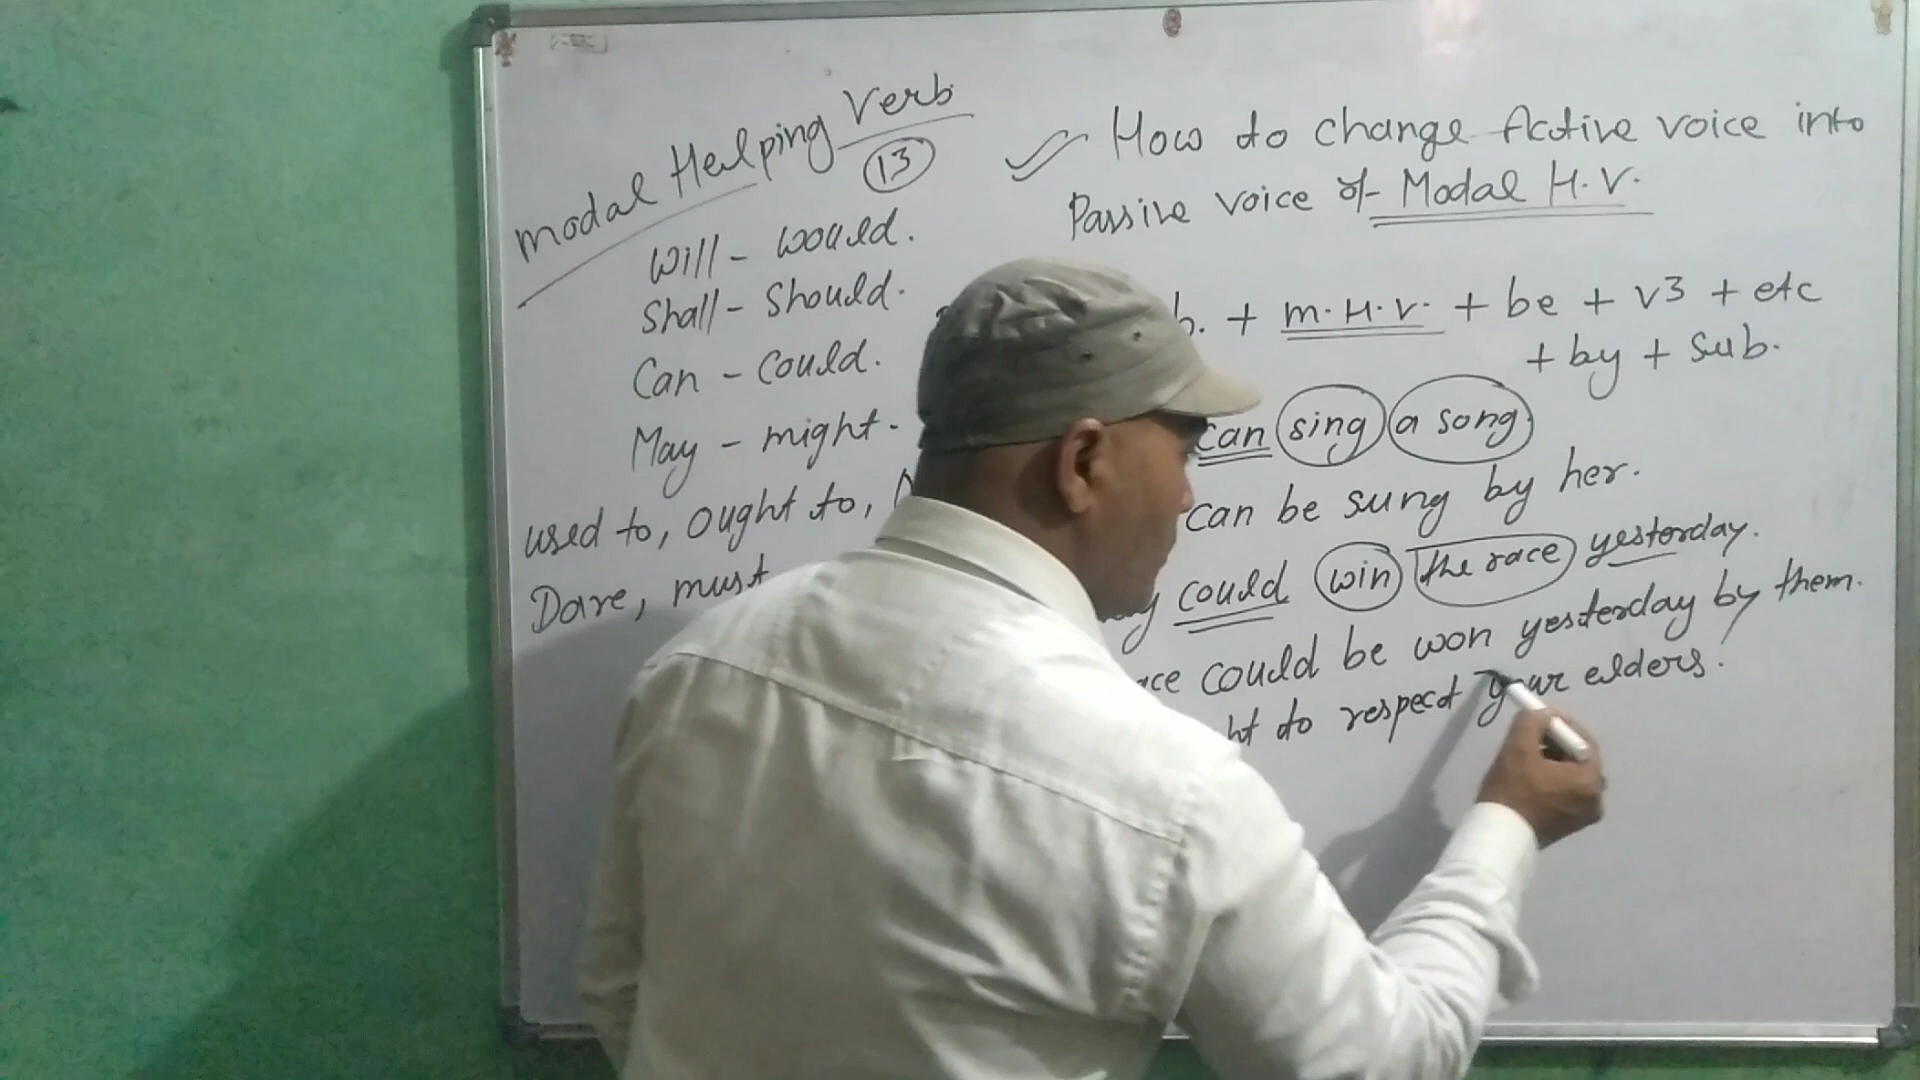 Modal Helping Verb
13
Will - would.
Shall - Should.
Can - Could.
May - might.
used to, ought to,
Dare, must
How to change Active voice into
Passive voice of Modal H.V.
+ m.H.v. + be + v3 + etc
+ by + Sub.
can sing a song.
can be sung by her.
could win the race yesterday.
could be won yesterday by them.
to respect your elders.